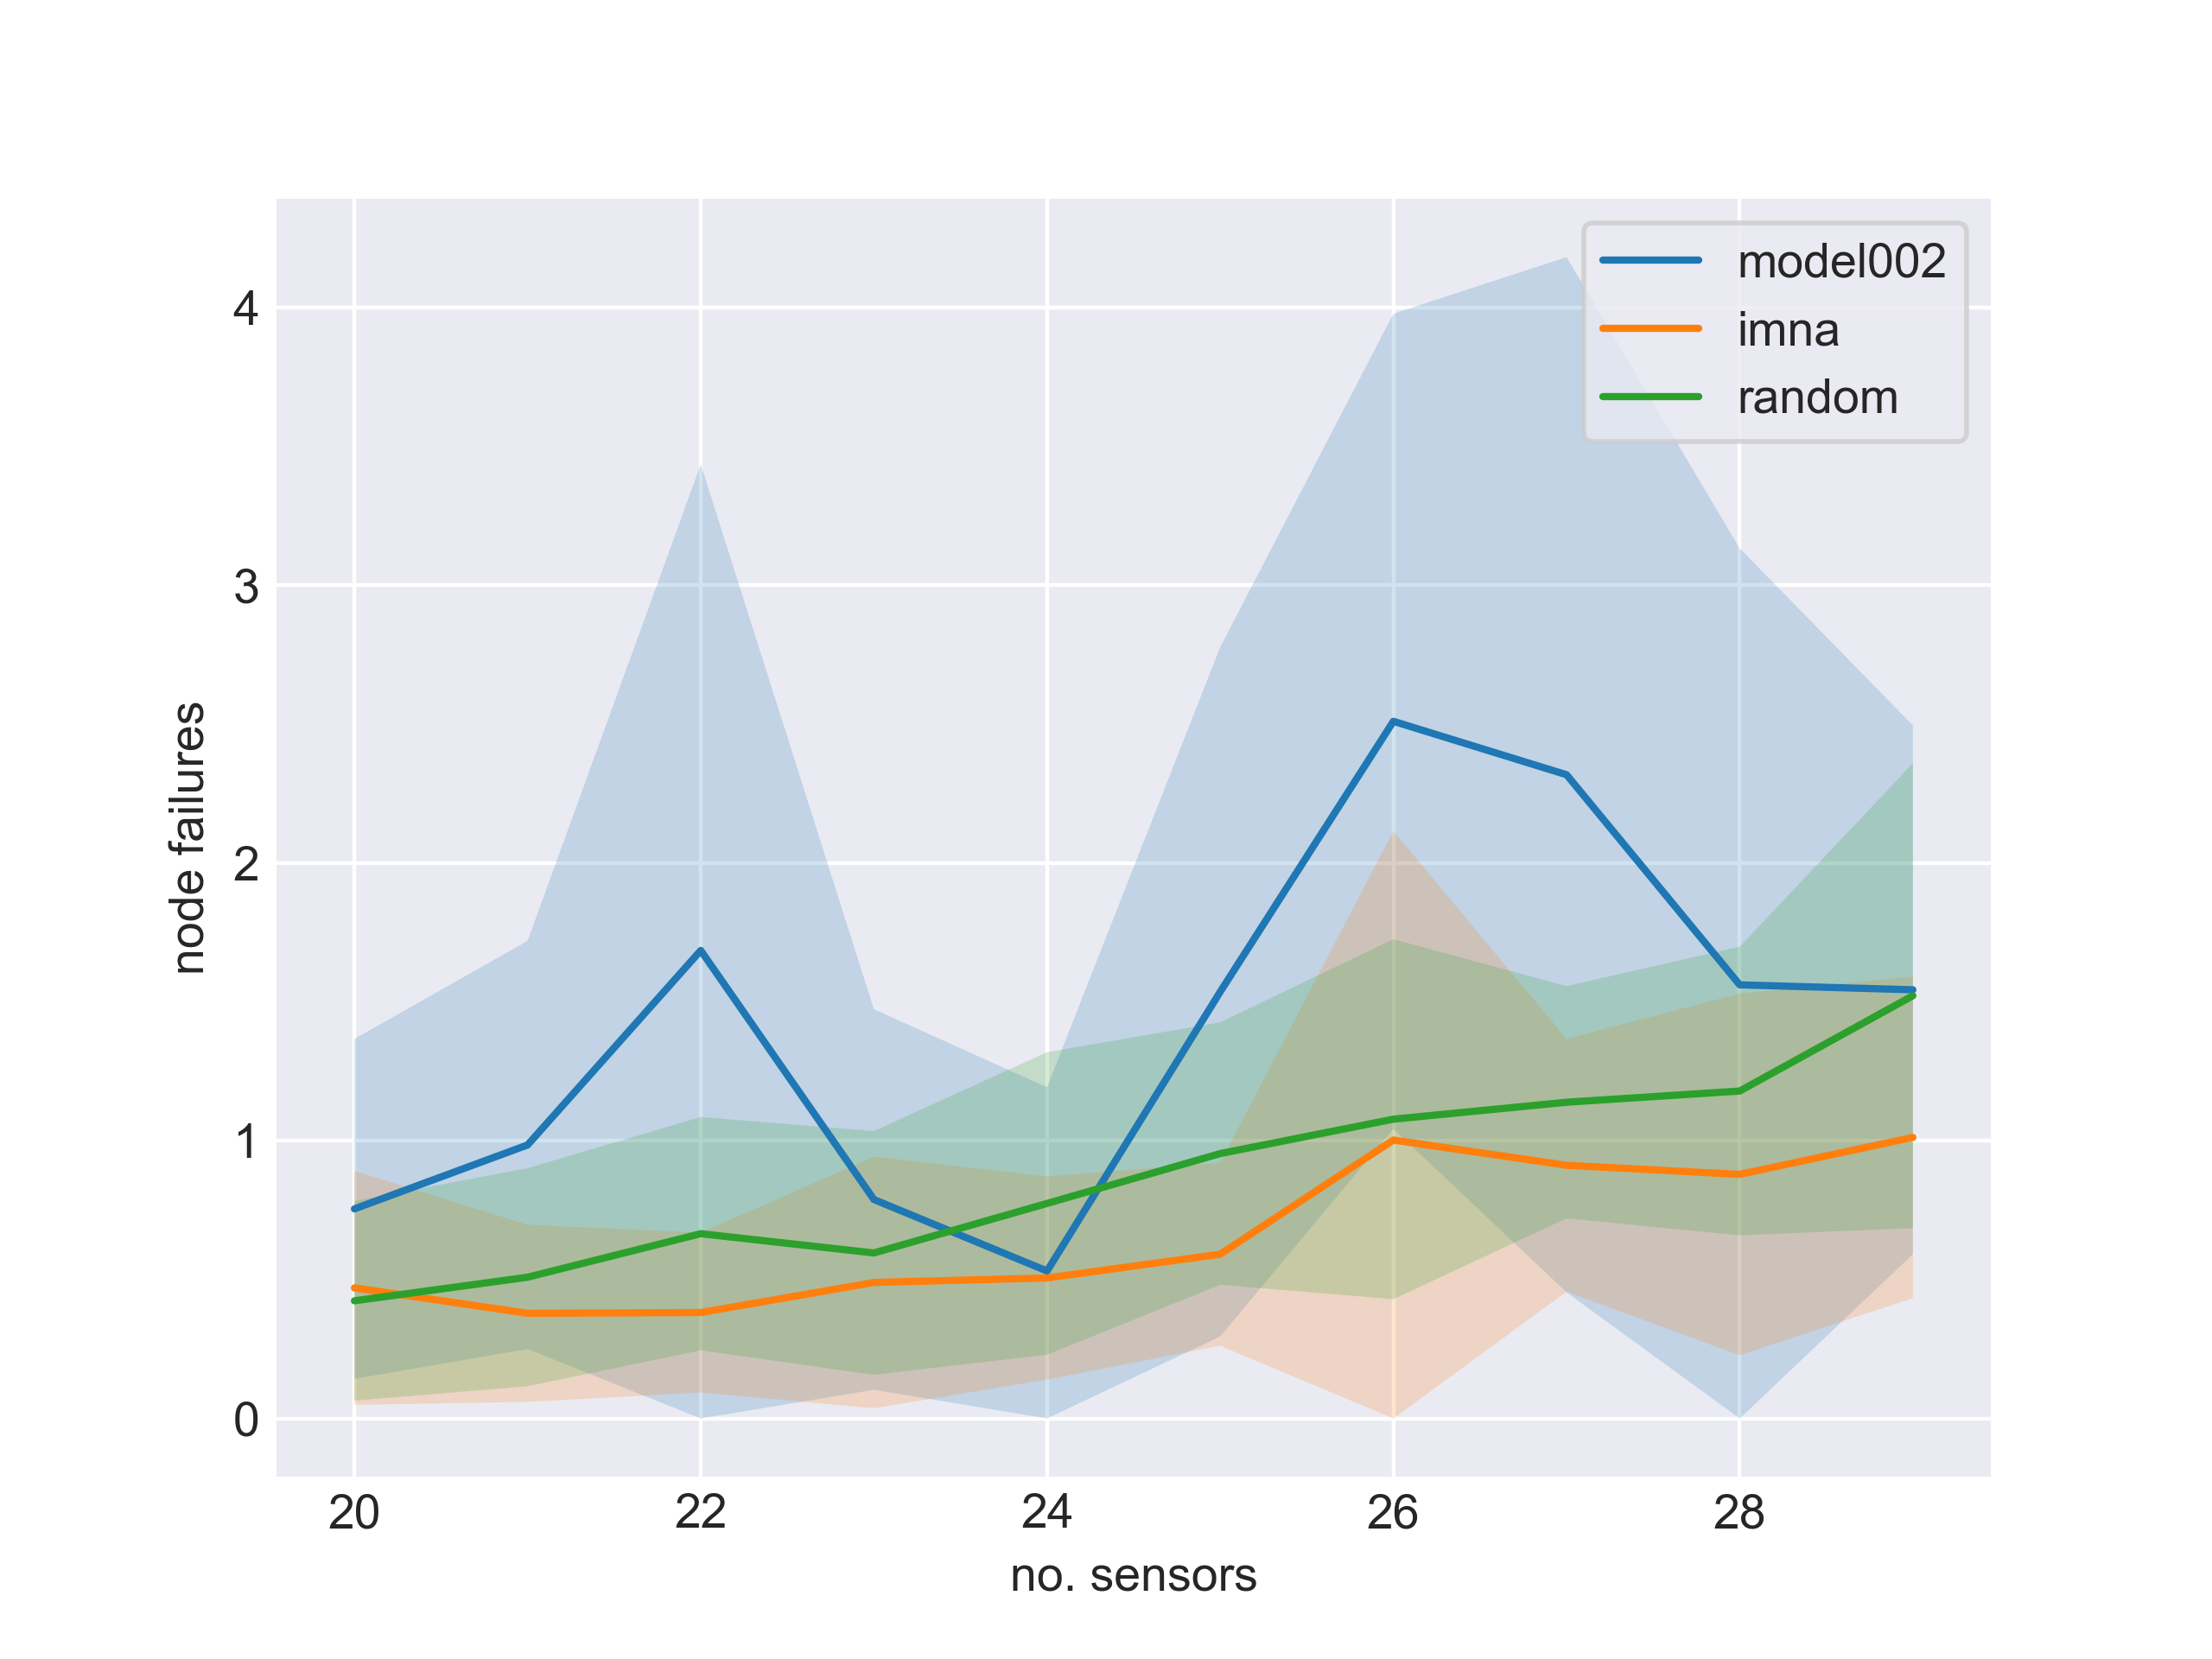 model002
imna
random
4
3
2
1
0
node failures
20 22 24 26 28
no. sensors